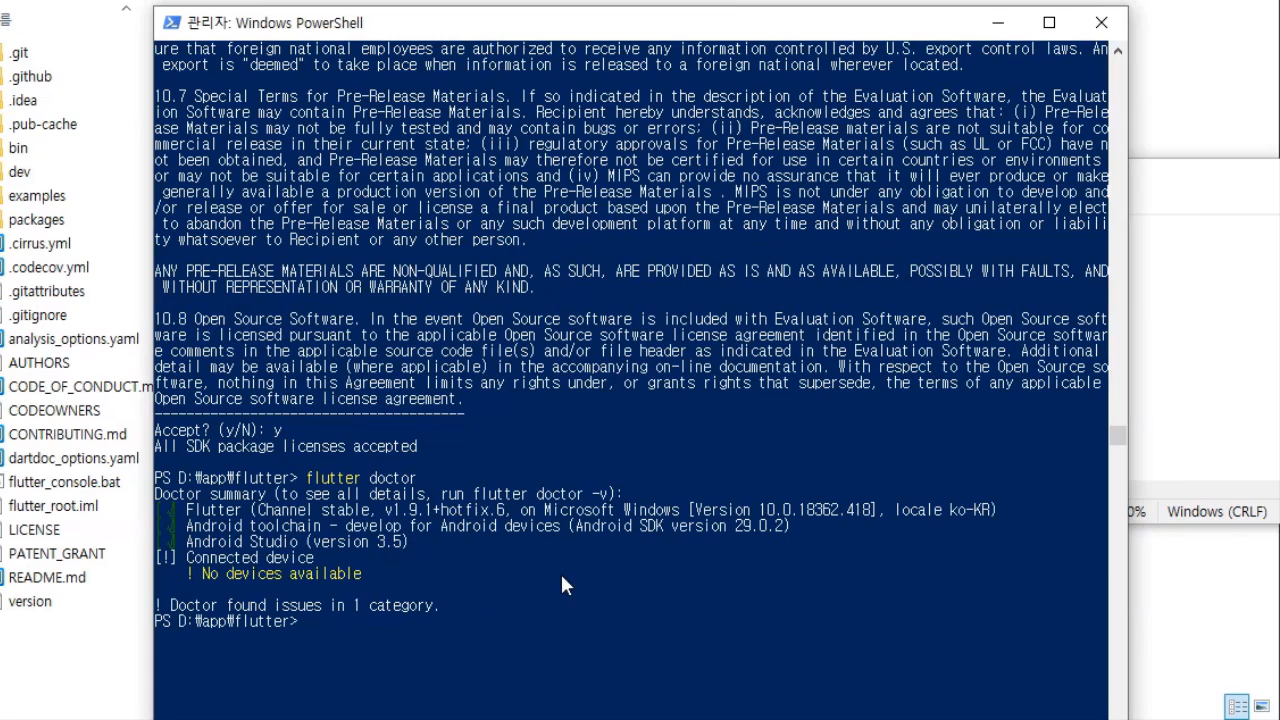 름
.git
.github
.idea
.pub-cache
bin
dev
examples
packages
.cirrus.yml
.codecov.yml
.gitattributes
.gitignore
analysis_options.yaml
AUTHORS
CODE_OF_CONDUCT.m
CODEOWNERS
CONTRIBUTING.md
dartdoc_options.yaml
flutter_console.bat
flutter_root.iml
LICENSE
PATENT_GRANT
README.md
version
관리자: Windows PowerShell
ure that foreign national employees are authorized to receive any information controlled by U.S. export control laws. An
export is "deemed" to take place when information is released to a foreign national wherever located.
10.7 Special Terms for Pre-Release Materials. If so indicated in the description of the Evaluation Software, the Evaluat
ion Software may contain Pre-Release Materials. Recipient hereby understands, acknowledges and agrees that: (i) Pre-Rele
ase Materials may not be fully tested and may contain bugs or errors; (ii) Pre-Release materials are not suitable for co
mmercial release in their current state; (iii) regulatory approvals for Pre-Release Materials (such as UL or FCC) have n
ot been obtained, and Pre-Release Materials may therefore not be certified for use in certain countries or environments
or may not be suitable for certain applications and (iv) MIPS can provide no assurance that it will ever produce or make
generally available a production version of the Pre-Release Materials . MIPS is not under any obligation to develop and
/or release or offer for sale or license a final product based upon the Pre-Release Materials and may unilaterally elect
to abandon the Pre-Release Materials or any such development platform at any time and without any obligation or liabili
ty whatsoever to Recipient or any other person.
ANY PRE-RELEASE MATERIALS ARE NON-QUALIFIED AND, AS SUCH, ARE PROVIDED AS IS AND AS AVAILABLE, POSSIBLY WITH FAULTS, AND
WITHOUT REPRESENTATION OR WARRANTY OF ANY KIND.
10.8 Open Source Software. In the event Open Source software is included with Evaluation Software, such Open Source soft
ware is licensed pursuant to the applicable Open Source software license agreement identified in the Open Source softwar
e comments in the applicable source code file(s) and/or file header as indicated in the Evaluation Software. Additional
detail may be available (where applicable) in the accompanying on-line documentation. With respect to the Open Source so
ftware, nothing in this Agreement limits any rights under, or grants rights that supersede, the terms of any applicable
Open Source software license agreement.
---------------------------------------
Accept? (y/N): y
All SDK package licenses accepted
PS D:₩app₩flutter> flutter doctor
Doctor summary (to see all details, run flutter doctor -v):
[√] Flutter (Channel stable, v1.9.1+hotfix.6, on Microsoft Windows [Version 10.0.18362.418], locale ko-KR)
[√] Android toolchain - develop for Android devices (Android SDK version 29.0.2)
[√] Android Studio (version 3.5)
[!] Connected device
! No devices available
! Doctor found issues in 1 category.
PS D:₩app₩flutter>
0%
Windows (CRLF)